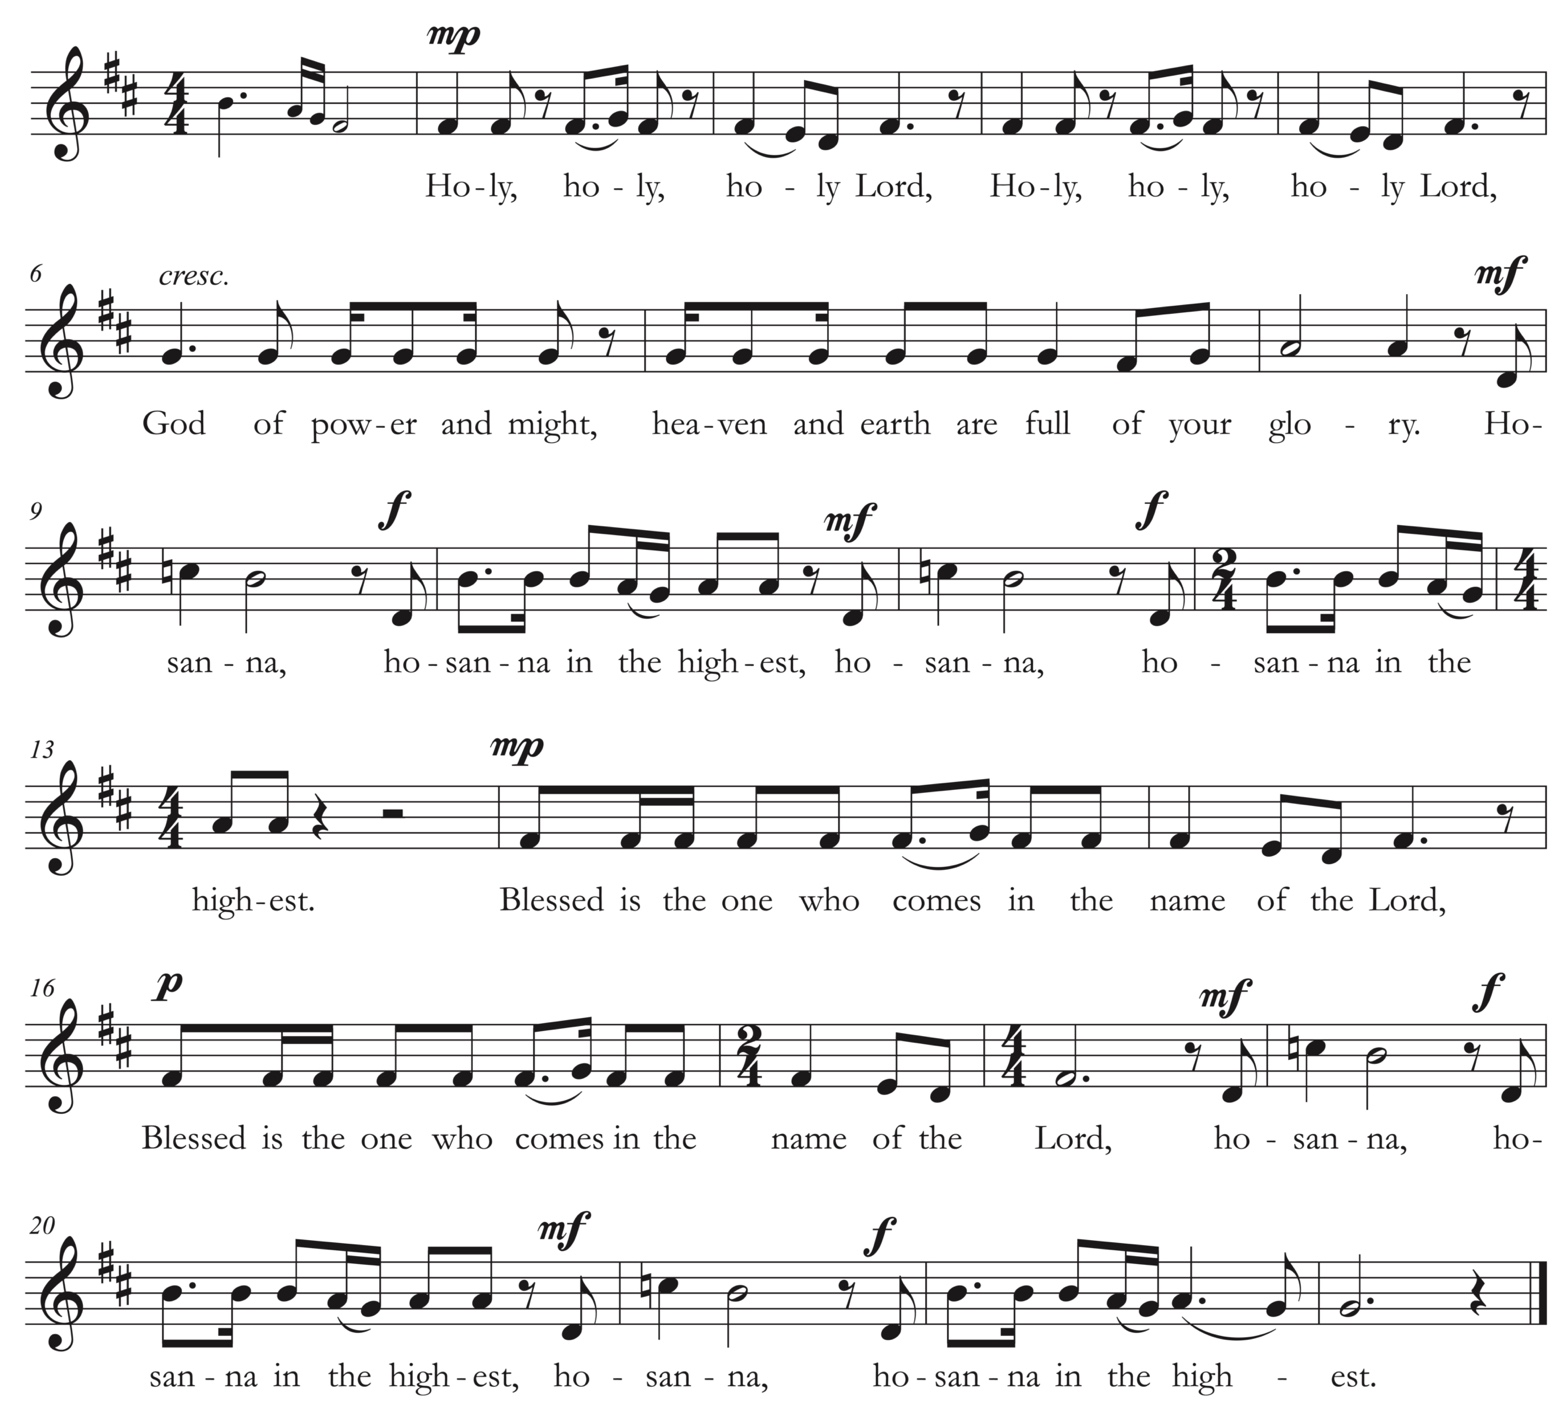 mp
Ho - ly, ho - ly, ho - ly Lord, Ho - ly, ho - ly, ho - ly Lord,
6 cresc. mf
God of pow - er and might, hea - ven and earth are full of your glo - ry. Ho -
9 f mf f
san - na, ho - san - na in the high - est, ho - san - na, ho - san - na in the
13 mp
high - est. Blessed is the one who comes in the name of the Lord,
16 p mf f
Blessed is the one who comes in the name of the Lord, ho - san - na, ho -
20 mf f
san - na in the high - est, ho - san - na, ho - san - na in the high - est.